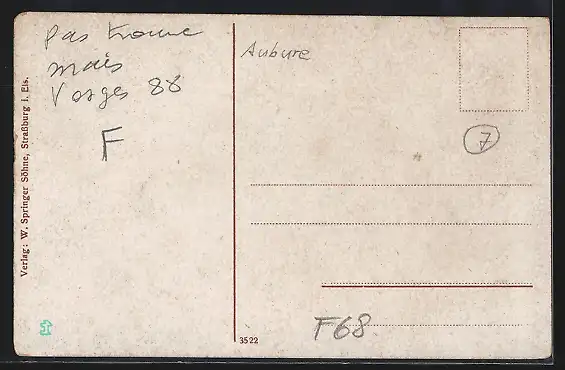 Pas trouvé
mais
Vosges 88
F
Aubure
7
F68
3522
Verlag: W. Springer Söhne, Straßburg i. Els.